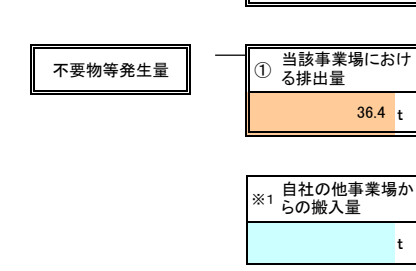 不要物等発生量
① 当該事業場におけ
る排出量
36.4 t
※1 自社の他事業場か
らの搬入量
t